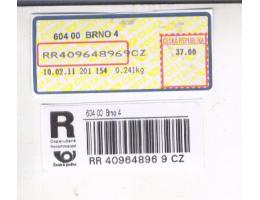 604 00 BRNO 4
RR409648969CZ
10.02.11 201 154 0.241kg
ČESKÁ REPUBLIKA
37.00
R
Doporučeně
Recommandé
Česká pošta
604 00 Brno 4
RR 40964896 9 CZ